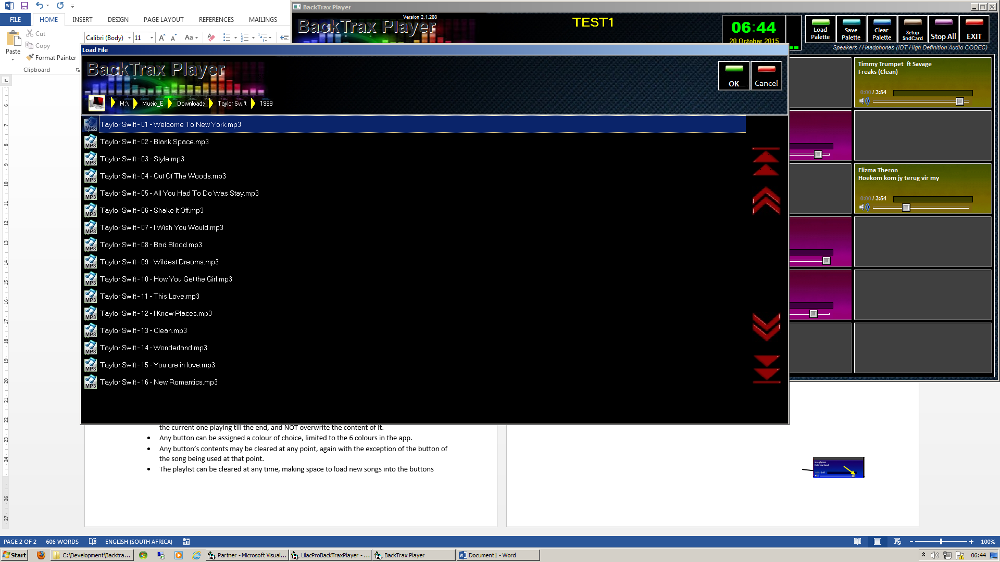 BackTrax Player
FILE
HOME
INSERT
DESIGN
PAGE LAYOUT
REFERENCES
MAILINGS
Version 2.1.288
BackTrax Player
TEST1
06:44
20 October 2015
Load Palette
Save Palette
Clear Palette
Setup SndCard
Stop All
EXIT
Speakers / Headphones (IDT High Definition Audio CODEC)
Paste
Cut
Copy
Format Painter
Clipboard
Calibri (Body)
11
Aa
Load File
BackTrax Player
OK
Cancel
M:\
Music_E
Downloads
Taylor Swift
1989
Taylor Swift - 01 - Welcome To New York.mp3
Taylor Swift - 02 - Blank Space.mp3
Taylor Swift - 03 - Style.mp3
Taylor Swift - 04 - Out Of The Woods.mp3
Taylor Swift - 05 - All You Had To Do Was Stay.mp3
Taylor Swift - 06 - Shake It Off.mp3
Taylor Swift - 07 - I Wish You Would.mp3
Taylor Swift - 08 - Bad Blood.mp3
Taylor Swift - 09 - Wildest Dreams.mp3
Taylor Swift - 10 - How You Get the Girl.mp3
Taylor Swift - 11 - This Love.mp3
Taylor Swift - 12 - I Know Places.mp3
Taylor Swift - 13 - Clean.mp3
Taylor Swift - 14 - Wonderland.mp3
Taylor Swift - 15 - You are in love.mp3
Taylor Swift - 16 - New Romantics.mp3
Timmy Trumpet ft Savage
Freaks (Clean)
0:00 / 3:54
Elizma Theron
Hoekom kom jy terug vir my
0:00 / 3:54
the current one playing till the end, and NOT overwrite the content of it.
• Any button can be assigned a colour of choice, limited to the 6 colours in the app.
• Any button's contents may be cleared at any point, again with the exception of the button of
the song being used at that point.
• The playlist can be cleared at any time, making space to load new songs into the buttons
Jess glynne
Hold my hand
PAGE 2 OF 2
606 WORDS
ENGLISH (SOUTH AFRICA)
100%
Start
C:\Development\Backtra...
Partner - Microsoft Visual...
LilacProBackTraxPlayer - ...
BackTrax Player
Document1 - Word
06:44